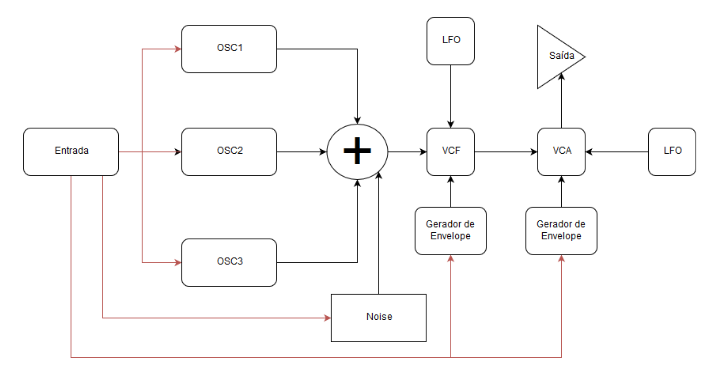 OSC1
LFO
Saída
Entrada
OSC2
+
VCF
VCA
LFO
Gerador de
Envelope
Gerador de
Envelope
OSC3
Noise